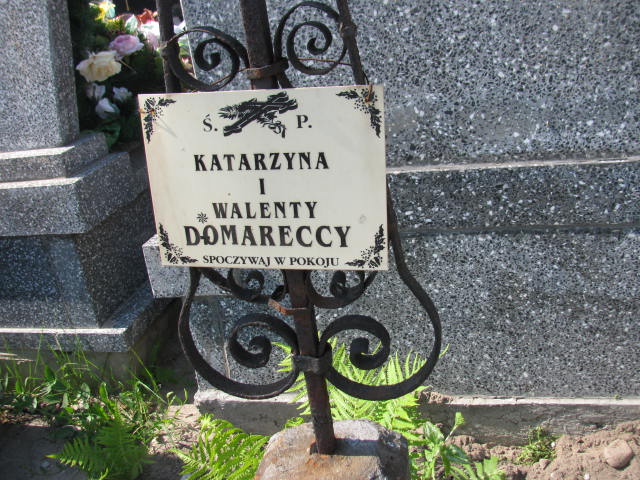 Ś. P.
KATARZYNA
I
WALENTY
DOMARECCY
SPOCZYWAJ W POKOJU